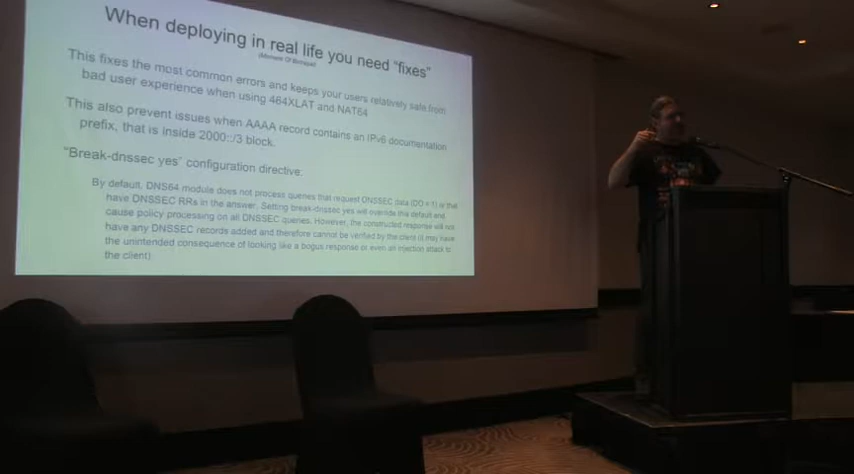 When deploying in real life you need "fixes"
(Moment Of Betrayal)
This fixes the most common errors and keeps your users relatively safe from
bad user experience when using 464XLAT and NAT64
This also prevent issues when AAAA record contains an IPv6 documentation
prefix, that is inside 2000::/3 block.
"Break-dnssec yes" configuration directive.
By default, DNS64 module does not process queries that request DNSSEC data (DO = 1) or that
have DNSSEC RRs in the answer. Setting break-dnssec yes will override this default and
cause policy processing on all DNSSEC queries. However, the constructed response will not
have any DNSSEC records added and therefore cannot be verified by the client (it may have
the unintended consequence of looking like a bogus response or even an injection attack to
the client)